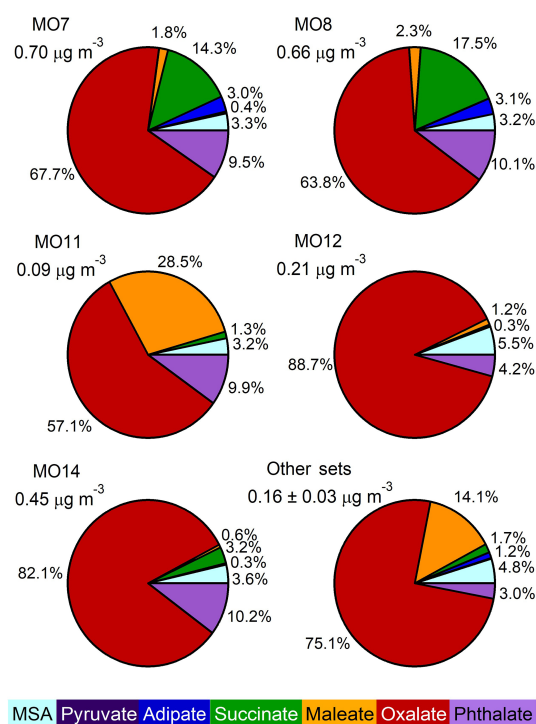 MO7
0.70 μg m-3
1.8%
14.3%
3.0%
0.4%
3.3%
9.5%
67.7%
MO8
0.66 μg m-3
2.3%
17.5%
3.1%
3.2%
10.1%
63.8%
MO11
0.09 μg m-3
28.5%
1.3%
3.2%
9.9%
57.1%
MO12
0.21 μg m-3
1.2%
0.3%
5.5%
4.2%
88.7%
MO14
0.45 μg m-3
0.6%
3.2%
0.3%
3.6%
10.2%
82.1%
Other sets
0.16 ± 0.03 μg m-3
14.1%
1.7%
1.2%
4.8%
3.0%
75.1%
MSA Pyruvate Adipate Succinate Maleate Oxalate Phthalate